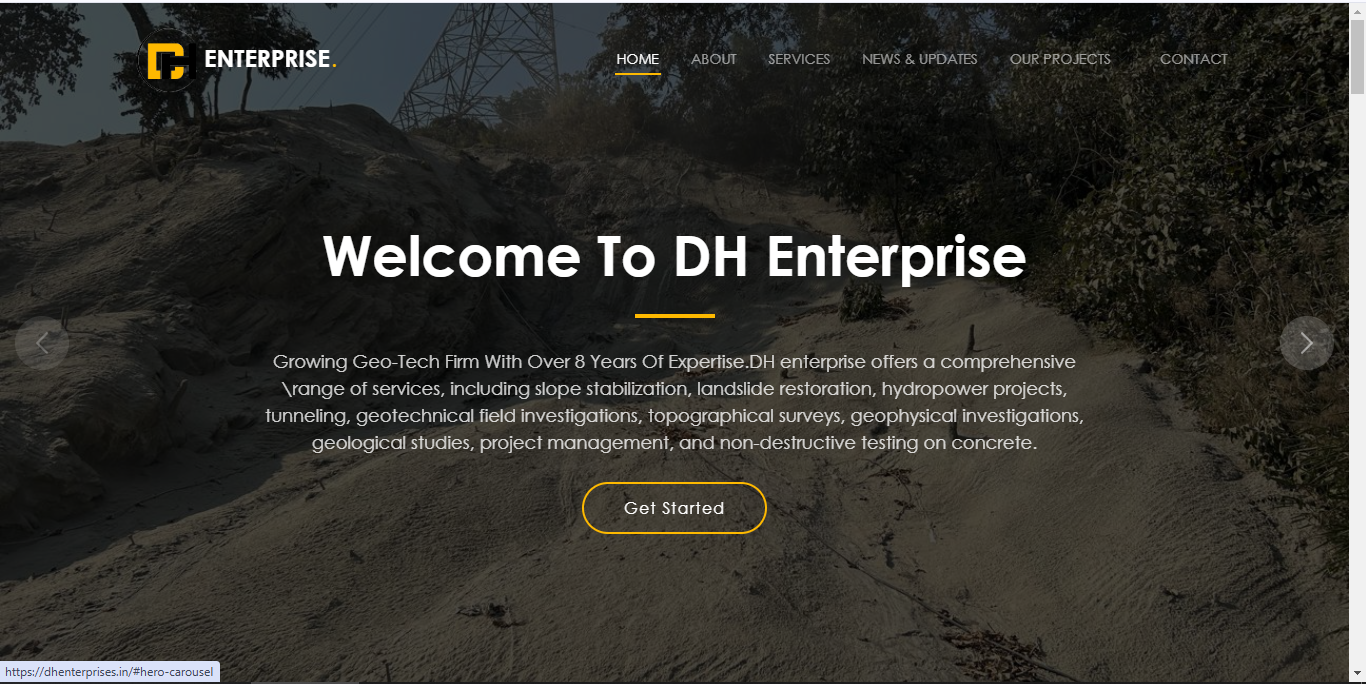 ENTERPRISE.
HOME ABOUT SERVICES NEWS & UPDATES OUR PROJECTS CONTACT
Welcome To DH Enterprise
Growing Geo-Tech Firm With Over 8 Years Of Expertise.DH enterprise offers a comprehensive
\range of services, including slope stabilization, landslide restoration, hydropower projects,
tunneling, geotechnical field investigations, topographical surveys, geophysical investigations,
geological studies, project management, and non-destructive testing on concrete.
Get Started
https://dhenterprises.in/#hero-carousel